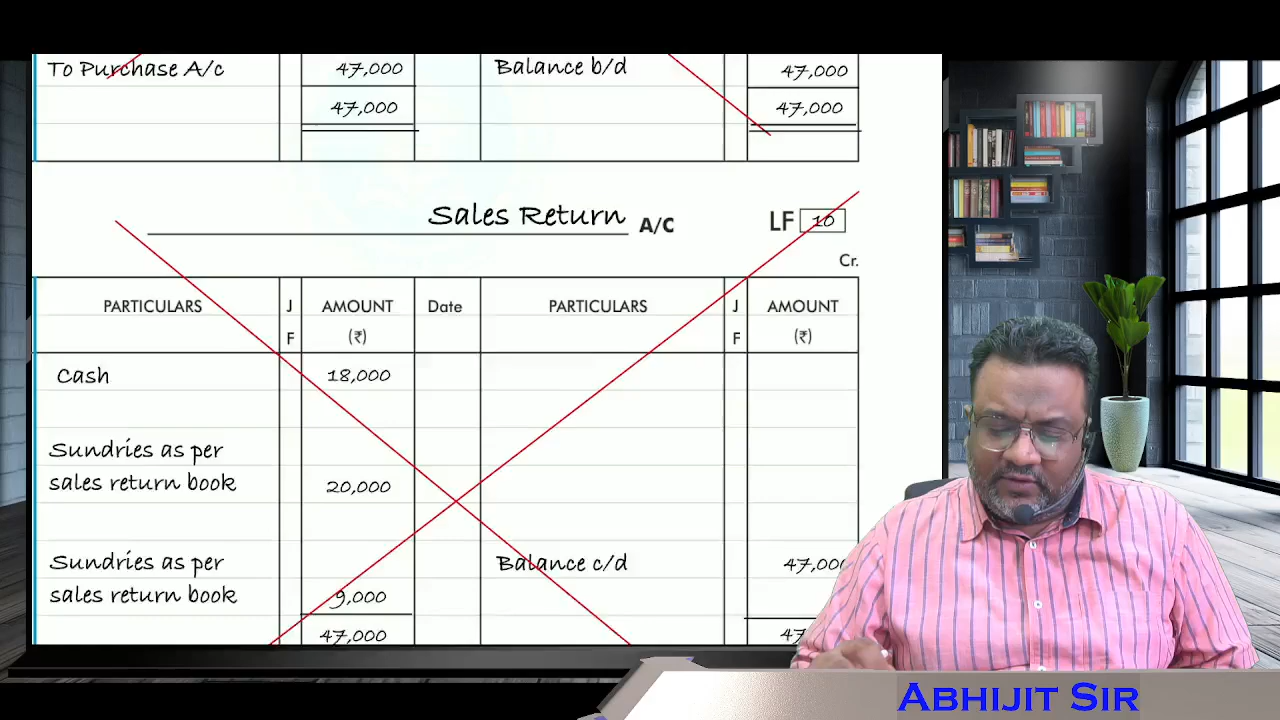 To Purchase A/c 47,000 Balance b/d 47,000
47,000 47,000
Sales Return A/C LF 10
Cr.
PARTICULARS J AMOUNT Date PARTICULARS J AMOUNT
F (₹) F (₹)
Cash 18,000
Sundries as per
sales return book 20,000
Sundries as per Balance c/d 47,000
sales return book 9,000
47,000
ABHIJIT SIR